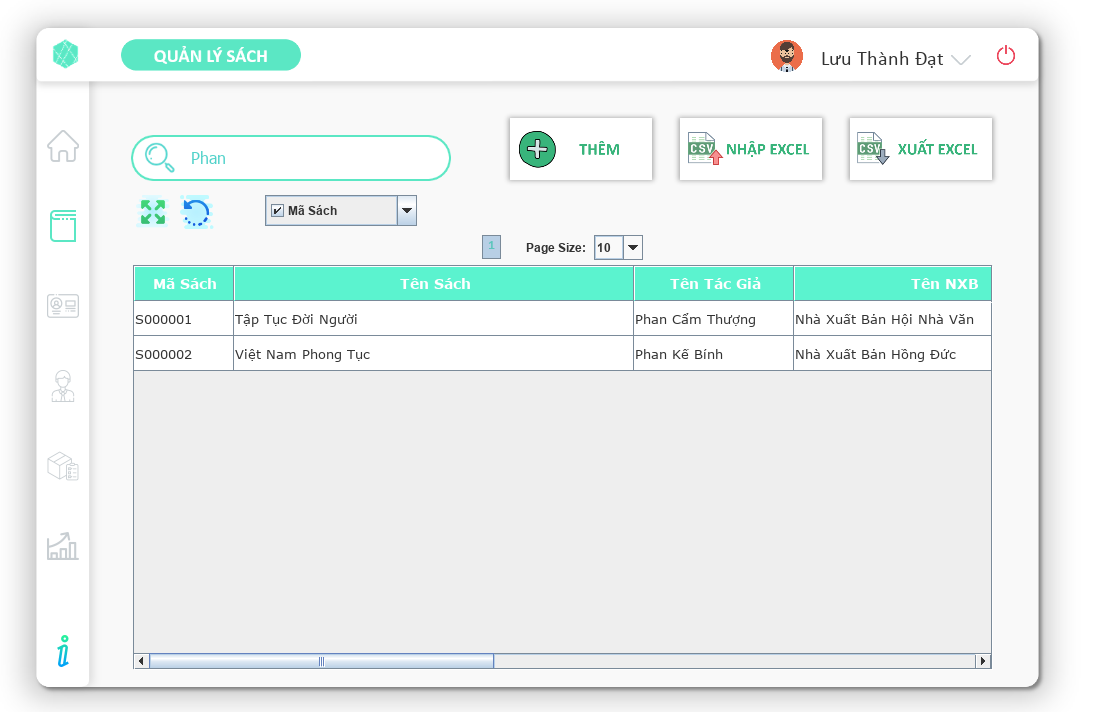 QUẢN LÝ SÁCH
Lưu Thành Đạt
Phan
THÊM
CSV NHẬP EXCEL
CSV XUẤT EXCEL
Mã Sách
1 Page Size: 10
Mã Sách Tên Sách Tên Tác Giả Tên NXB
S000001 Tập Tục Đời Người Phan Cẩm Thượng Nhà Xuất Bản Hội Nhà Văn
S000002 Việt Nam Phong Tục Phan Kế Bính Nhà Xuất Bản Hồng Đức